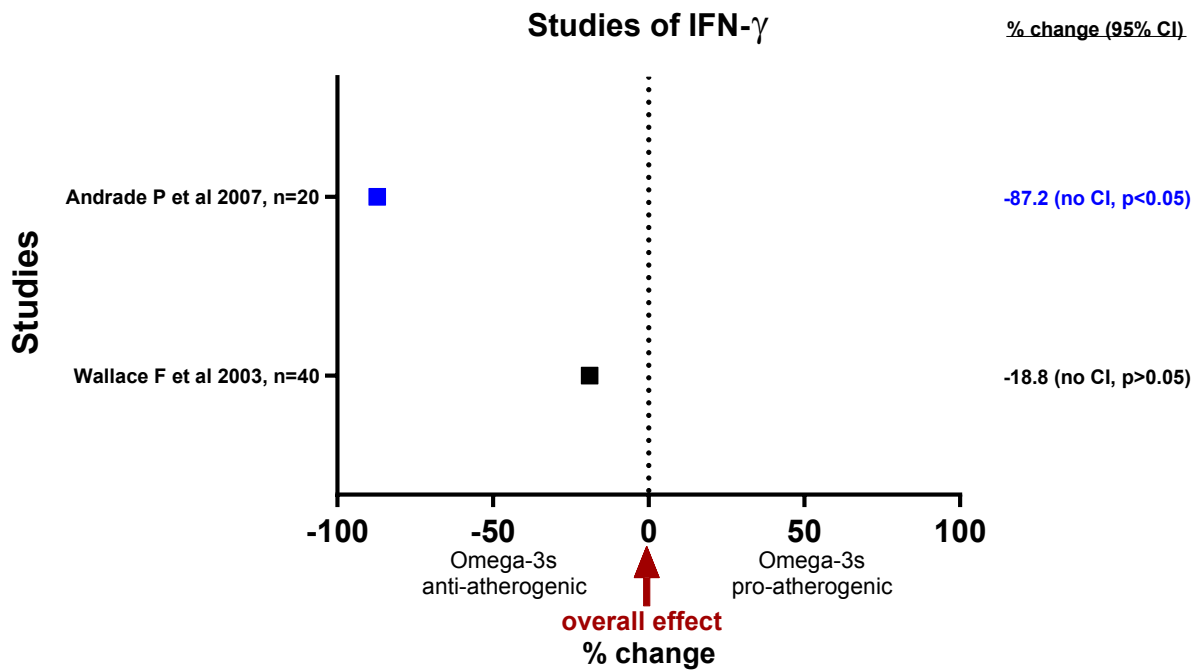 Studies of IFN-γ
% change (95% CI)
Studies
Andrade P et al 2007, n=20
-87.2 (no CI, p<0.05)
Wallace F et al 2003, n=40
-18.8 (no CI, p>0.05)
-100
-50
0
50
100
Omega-3s
anti-atherogenic
Omega-3s
pro-atherogenic
overall effect
% change